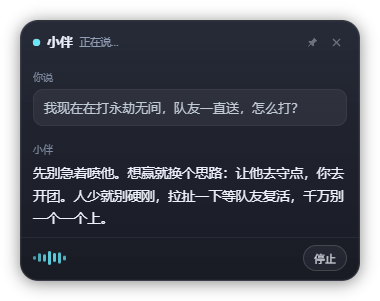 小伴 正在说...
你说
我现在在打永劫无间，队友一直送，怎么打？
小伴
先别急着喷他。想赢就换个思路：让他去守点，你去
开团。人少就别硬刚，拉扯一下等队友复活，千万别
一个一个上。
停止